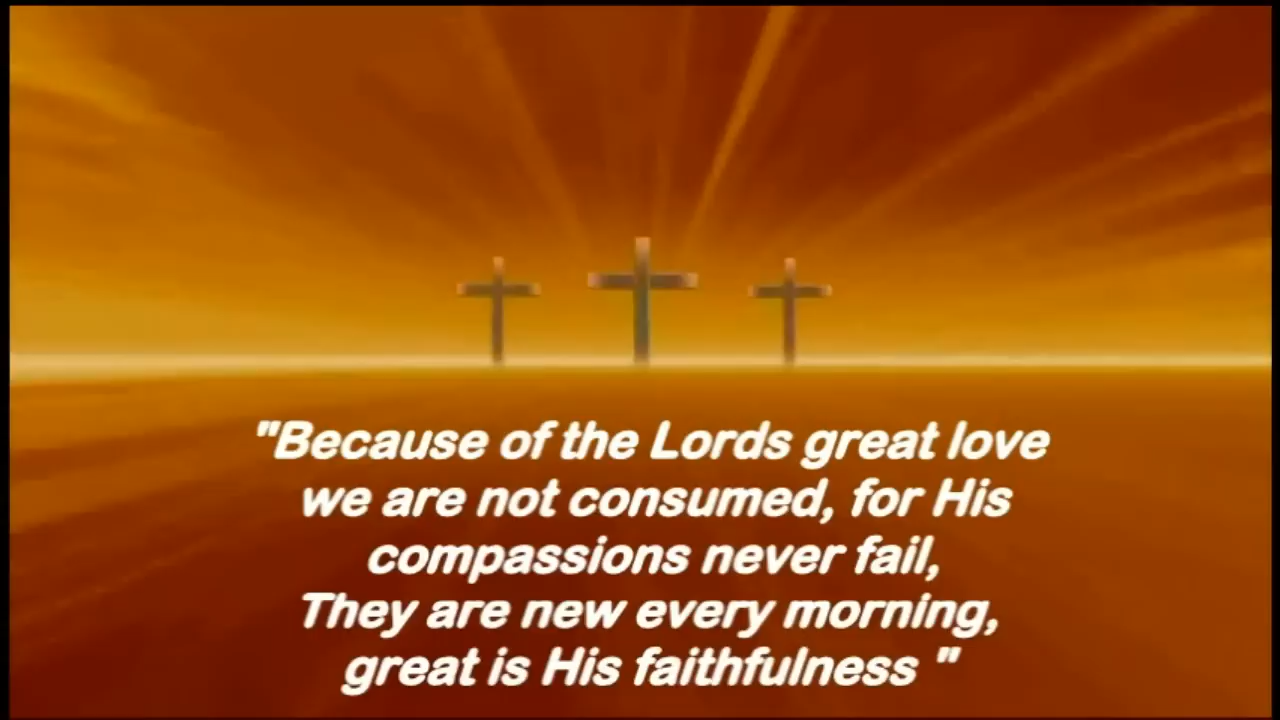 "Because of the Lords great love
we are not consumed, for His
compassions never fail,
They are new every morning,
great is His faithfulness "